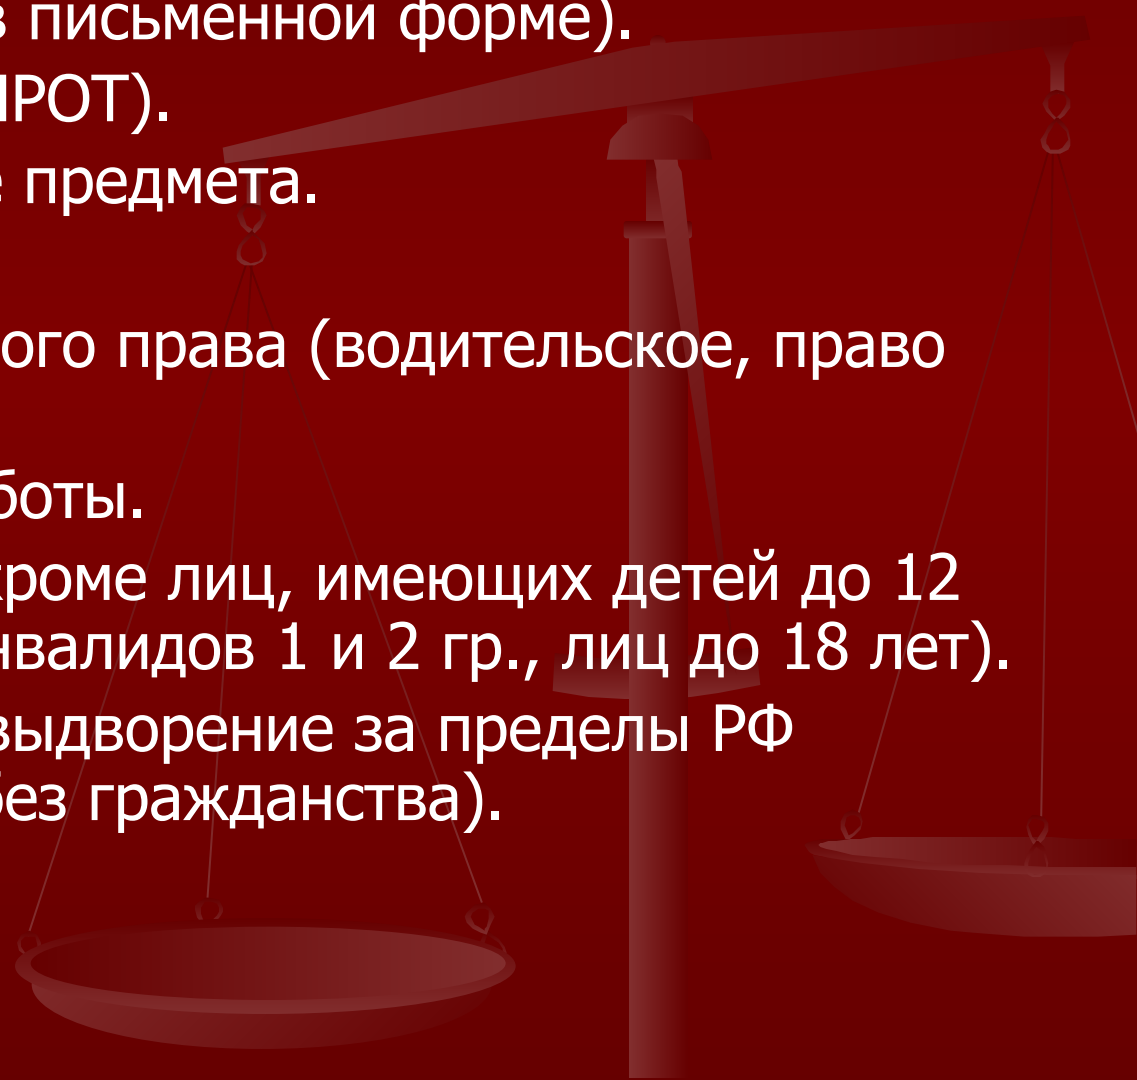 в письменной форме).
МРОТ).
е предмета.
ого права (водительское, право
боты.
кроме лиц, имеющих детей до 12
нвалидов 1 и 2 гр., лиц до 18 лет).
выдворение за пределы РФ
без гражданства).